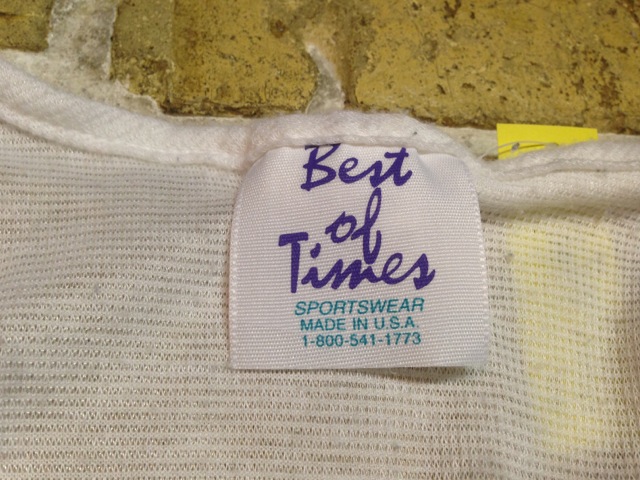 Best
of
Times
SPORTSWEAR
MADE IN U.S.A.
1-800-541-1773